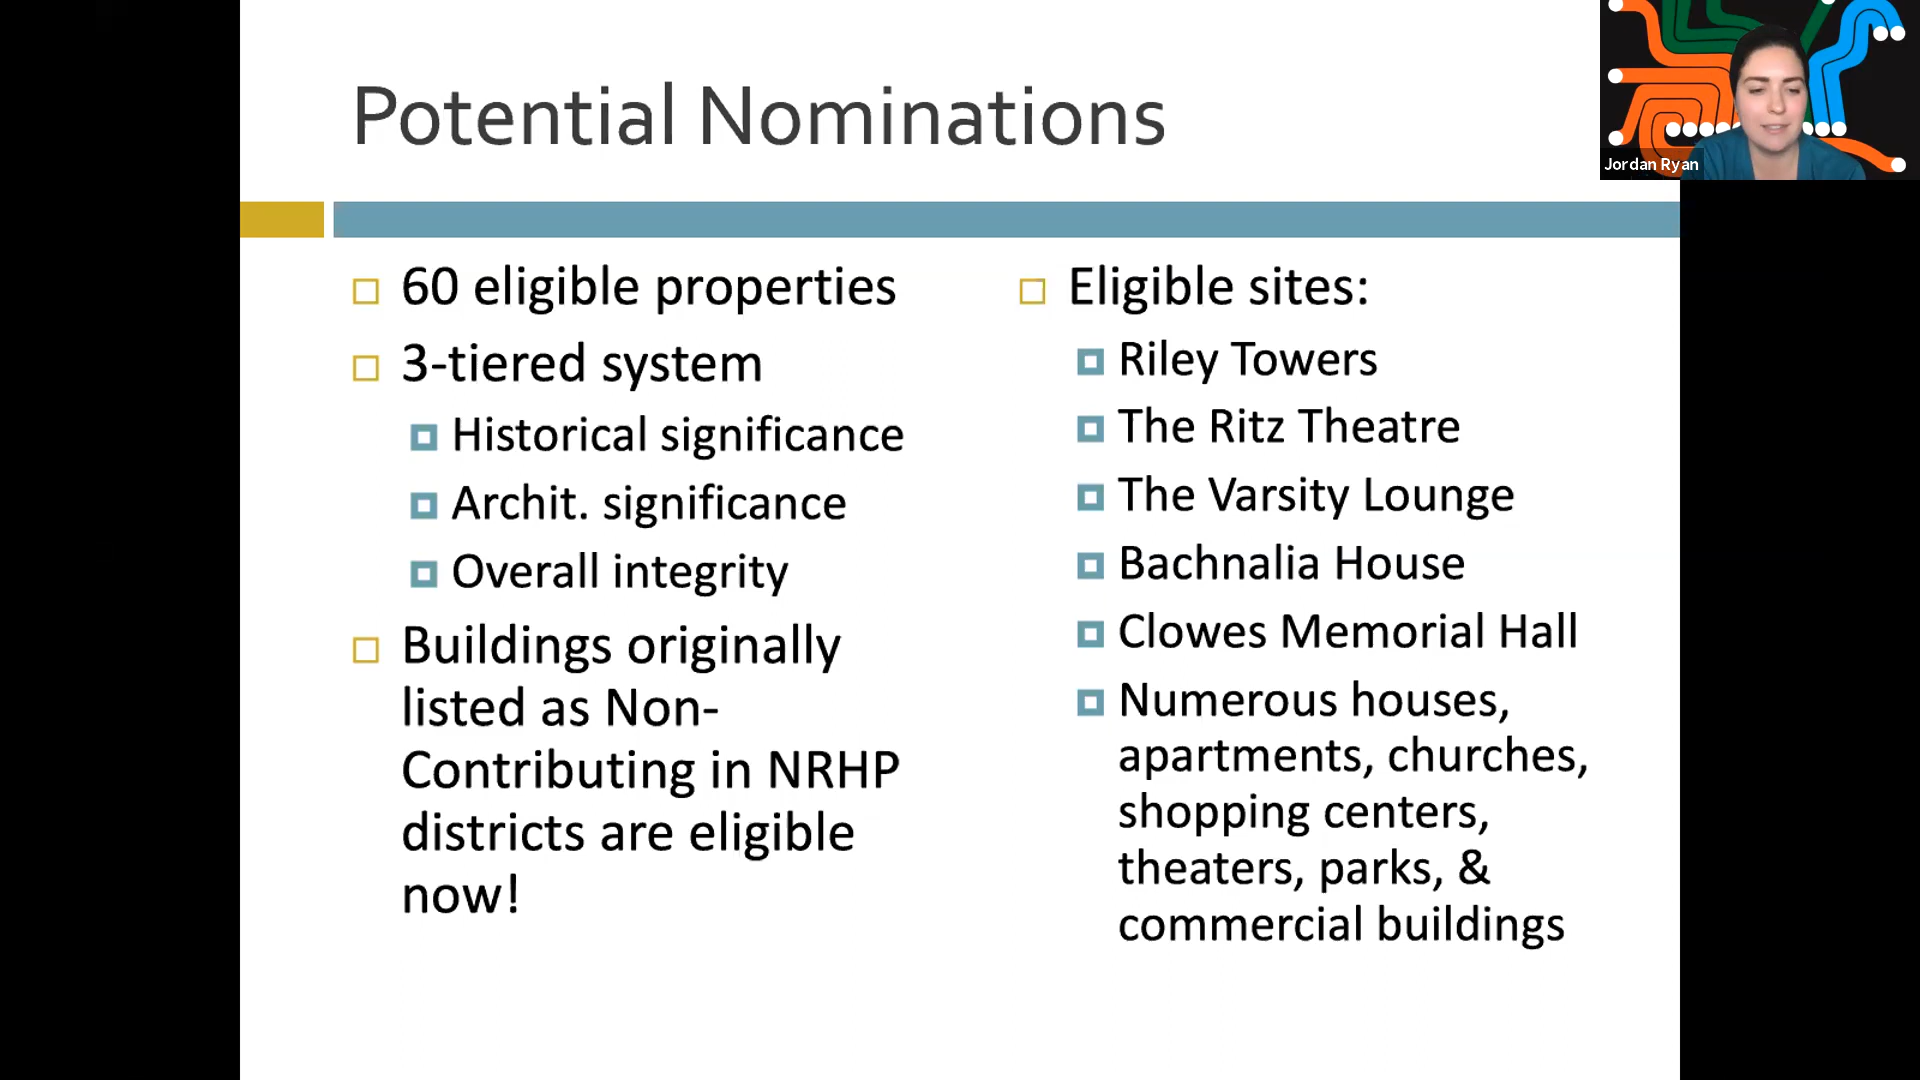 Potential Nominations
60 eligible properties
3-tiered system
Historical significance
Archit. significance
Overall integrity
Buildings originally
listed as Non-
Contributing in NRHP
districts are eligible
now!
Eligible sites:
Riley Towers
The Ritz Theatre
The Varsity Lounge
Bachnalia House
Clowes Memorial Hall
Numerous houses,
apartments, churches,
shopping centers,
theaters, parks, &
commercial buildings
Jordan Ryan